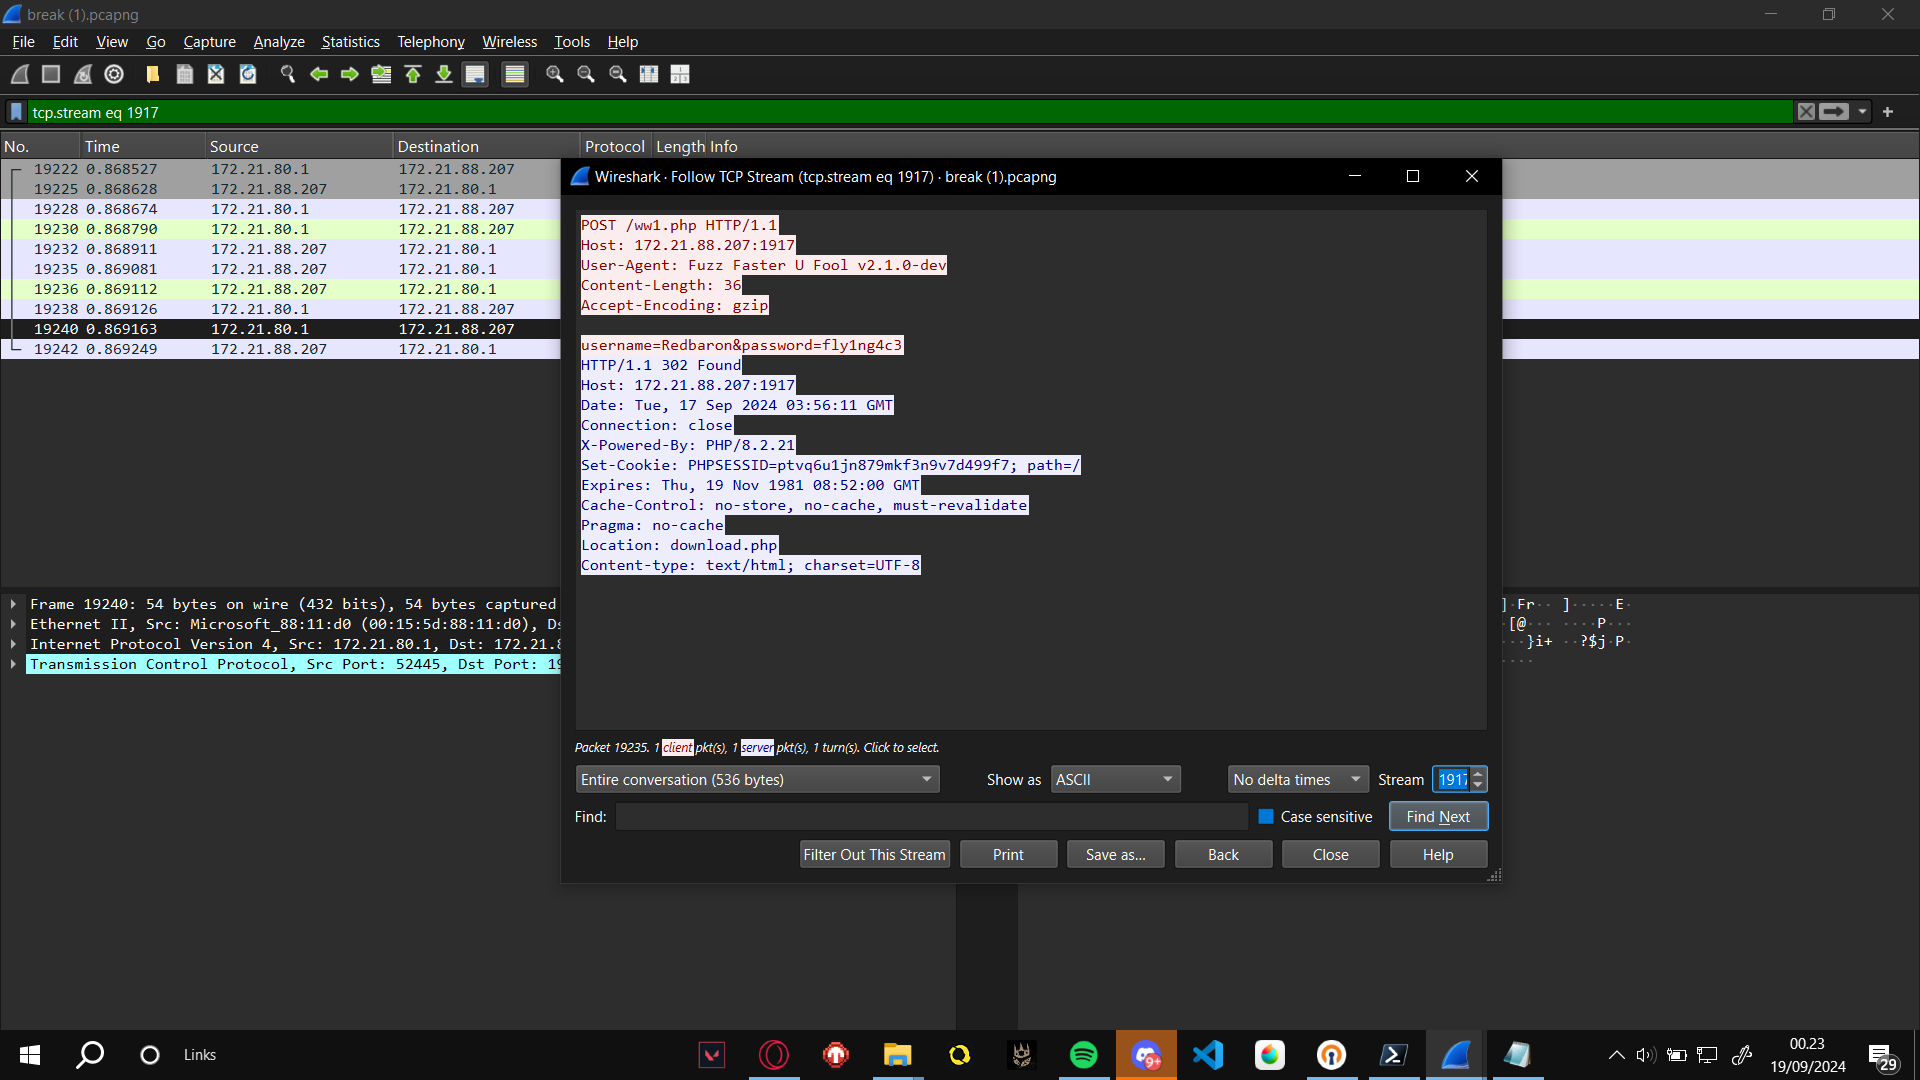 break (1).pcapng
File Edit View Go Capture Analyze Statistics Telephony Wireless Tools Help
tcp.stream eq 1917
No. Time Source Destination Protocol Length Info
19222 0.868527 172.21.80.1 172.21.88.207
19225 0.868628 172.21.88.207 172.21.80.1
19228 0.868674 172.21.80.1 172.21.88.207
19230 0.868790 172.21.80.1 172.21.88.207
19232 0.868911 172.21.88.207 172.21.80.1
19235 0.869081 172.21.88.207 172.21.80.1
19236 0.869112 172.21.88.207 172.21.80.1
19238 0.869126 172.21.80.1 172.21.88.207
19240 0.869163 172.21.80.1 172.21.88.207
19242 0.869249 172.21.88.207 172.21.80.1
Wireshark · Follow TCP Stream (tcp.stream eq 1917) · break (1).pcapng
POST /ww1.php HTTP/1.1
Host: 172.21.88.207:1917
User-Agent: Fuzz Faster U Fool v2.1.0-dev
Content-Length: 36
Accept-Encoding: gzip
username=Redbaron&password=fly1ng4c3
HTTP/1.1 302 Found
Host: 172.21.88.207:1917
Date: Tue, 17 Sep 2024 03:56:11 GMT
Connection: close
X-Powered-By: PHP/8.2.21
Set-Cookie: PHPSESSID=ptvq6u1jn879mkf3n9v7d499f7; path=/
Expires: Thu, 19 Nov 1981 08:52:00 GMT
Cache-Control: no-store, no-cache, must-revalidate
Pragma: no-cache
Location: download.php
Content-type: text/html; charset=UTF-8
Packet 19235. 1 client pkt(s), 1 server pkt(s), 1 turn(s). Click to select.
Entire conversation (536 bytes) Show as ASCII No delta times Stream 1917
Find: Case sensitive Find Next
Filter Out This Stream Print Save as... Back Close Help
Frame 19240: 54 bytes on wire (432 bits), 54 bytes captured
Ethernet II, Src: Microsoft_88:11:d0 (00:15:5d:88:11:d0), Ds
Internet Protocol Version 4, Src: 172.21.80.1, Dst: 172.21.8
Transmission Control Protocol, Src Port: 52445, Dst Port: 19
]·Fr·· ]·····E·
·[@··· ····P···
···}i+ ··?$j·P·
····
Links
9+
00.23
19/09/2024
29